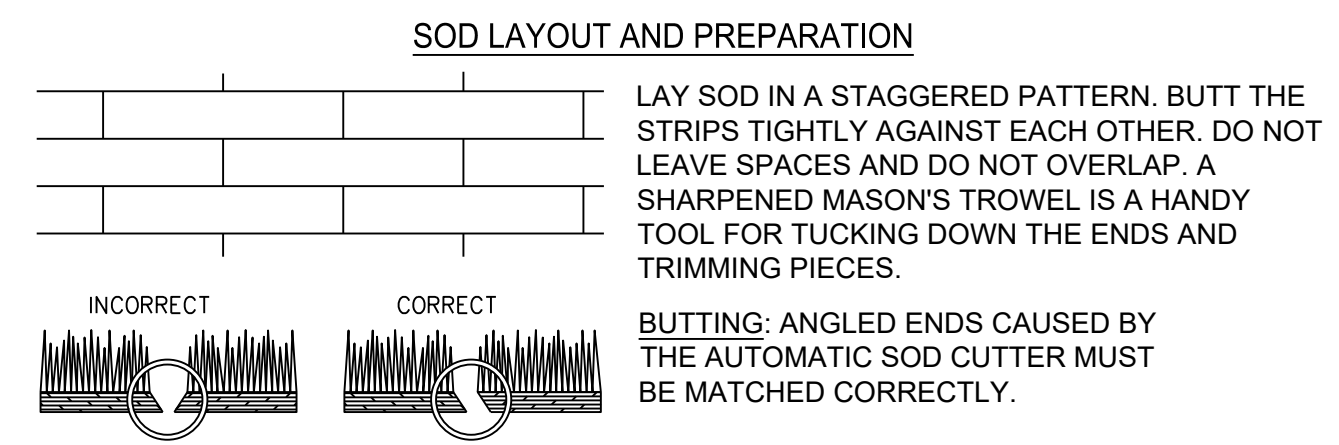 SOD LAYOUT AND PREPARATION
LAY SOD IN A STAGGERED PATTERN. BUTT THE
STRIPS TIGHTLY AGAINST EACH OTHER. DO NOT
LEAVE SPACES AND DO NOT OVERLAP. A
SHARPENED MASON'S TROWEL IS A HANDY
TOOL FOR TUCKING DOWN THE ENDS AND
TRIMMING PIECES.
INCORRECT
CORRECT
BUTTING: ANGLED ENDS CAUSED BY
THE AUTOMATIC SOD CUTTER MUST
BE MATCHED CORRECTLY.